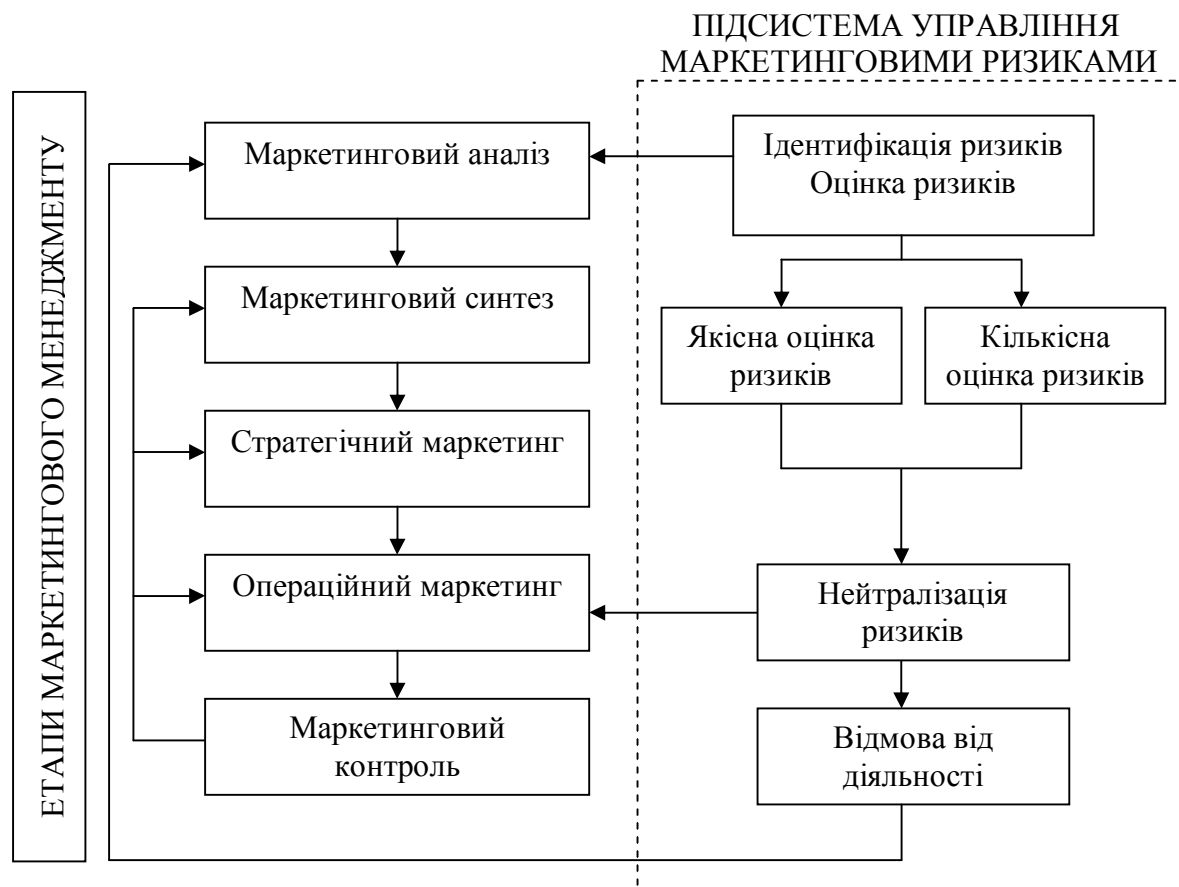 ПІДСИСТЕМА УПРАВЛІННЯ
МАРКЕТИНГОВИМИ РИЗИКАМИ
ЕТАПИ МАРКЕТИНГОВОГО МЕНЕДЖМЕНТУ
Маркетинговий аналіз
Маркетинговий синтез
Стратегічний маркетинг
Операційний маркетинг
Маркетинговий
контроль
Ідентифікація ризиків
Оцінка ризиків
Якісна оцінка
ризиків
Кількісна
оцінка ризиків
Нейтралізація
ризиків
Відмова від
діяльності